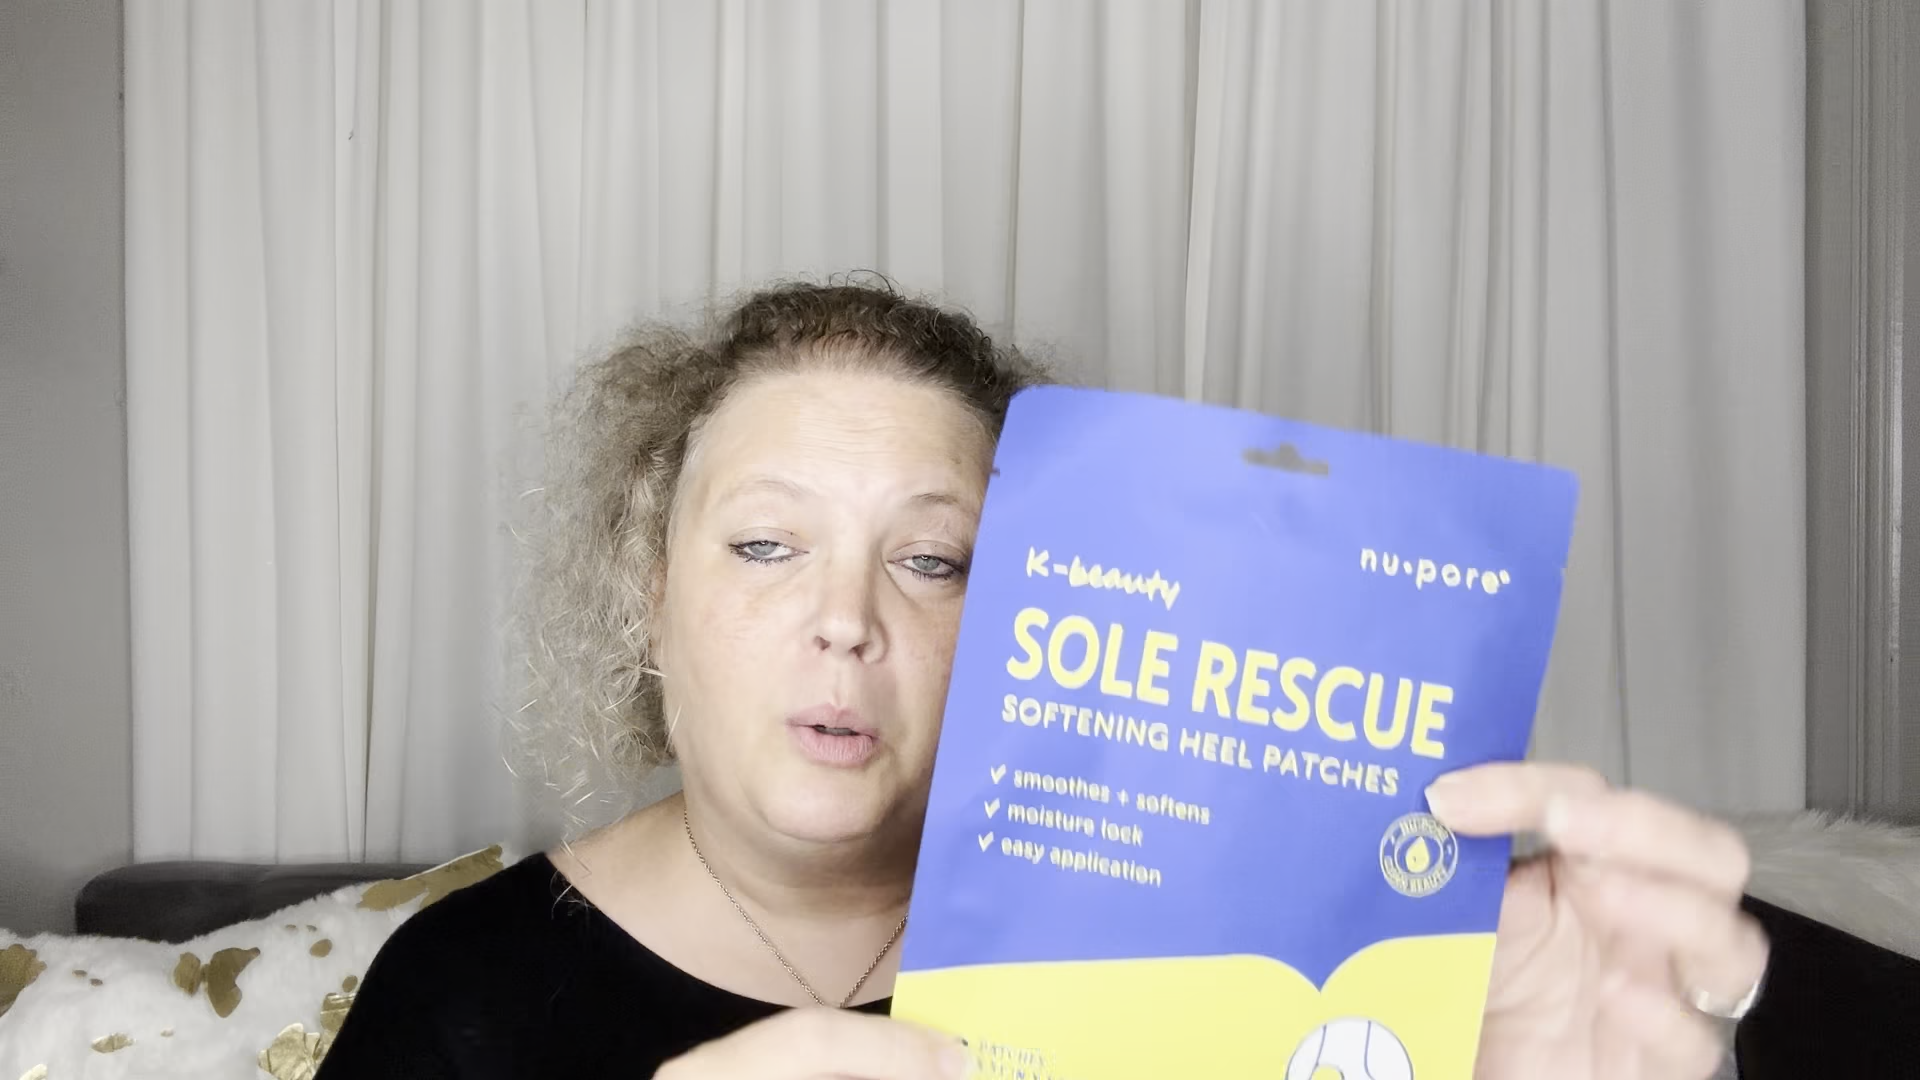 K-beauty
nu•pore
SOLE RESCUE
SOFTENING HEEL PATCHES
✓ smoothes + softens
✓ moisture lock
✓ easy application